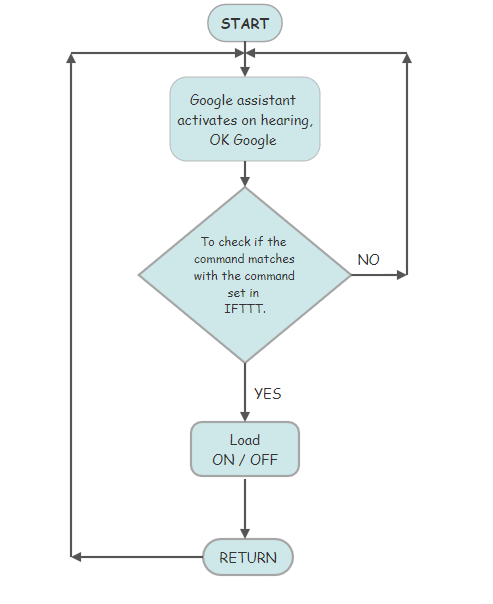 START
Google assistant
activates on hearing,
OK Google
To check if the
command matches
with the command
set in
IFTTT.
NO
YES
Load
ON / OFF
RETURN